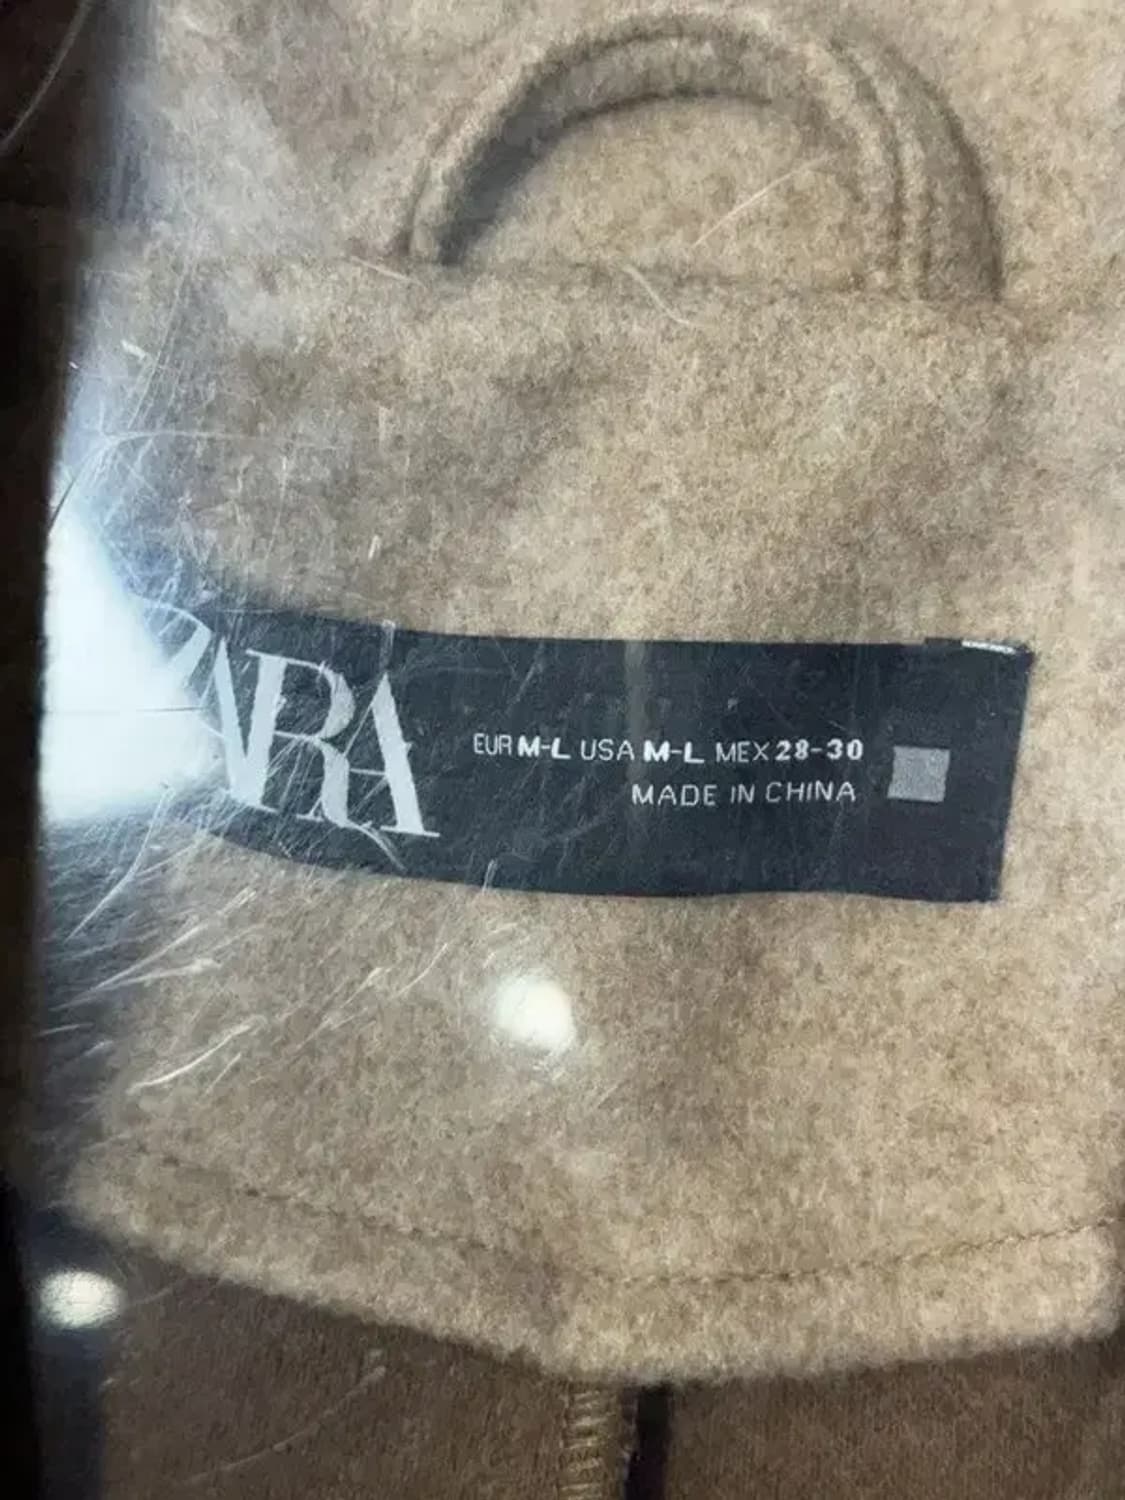 ZARA
EUR M-L USA M-L MEX 28-30
MADE IN CHINA